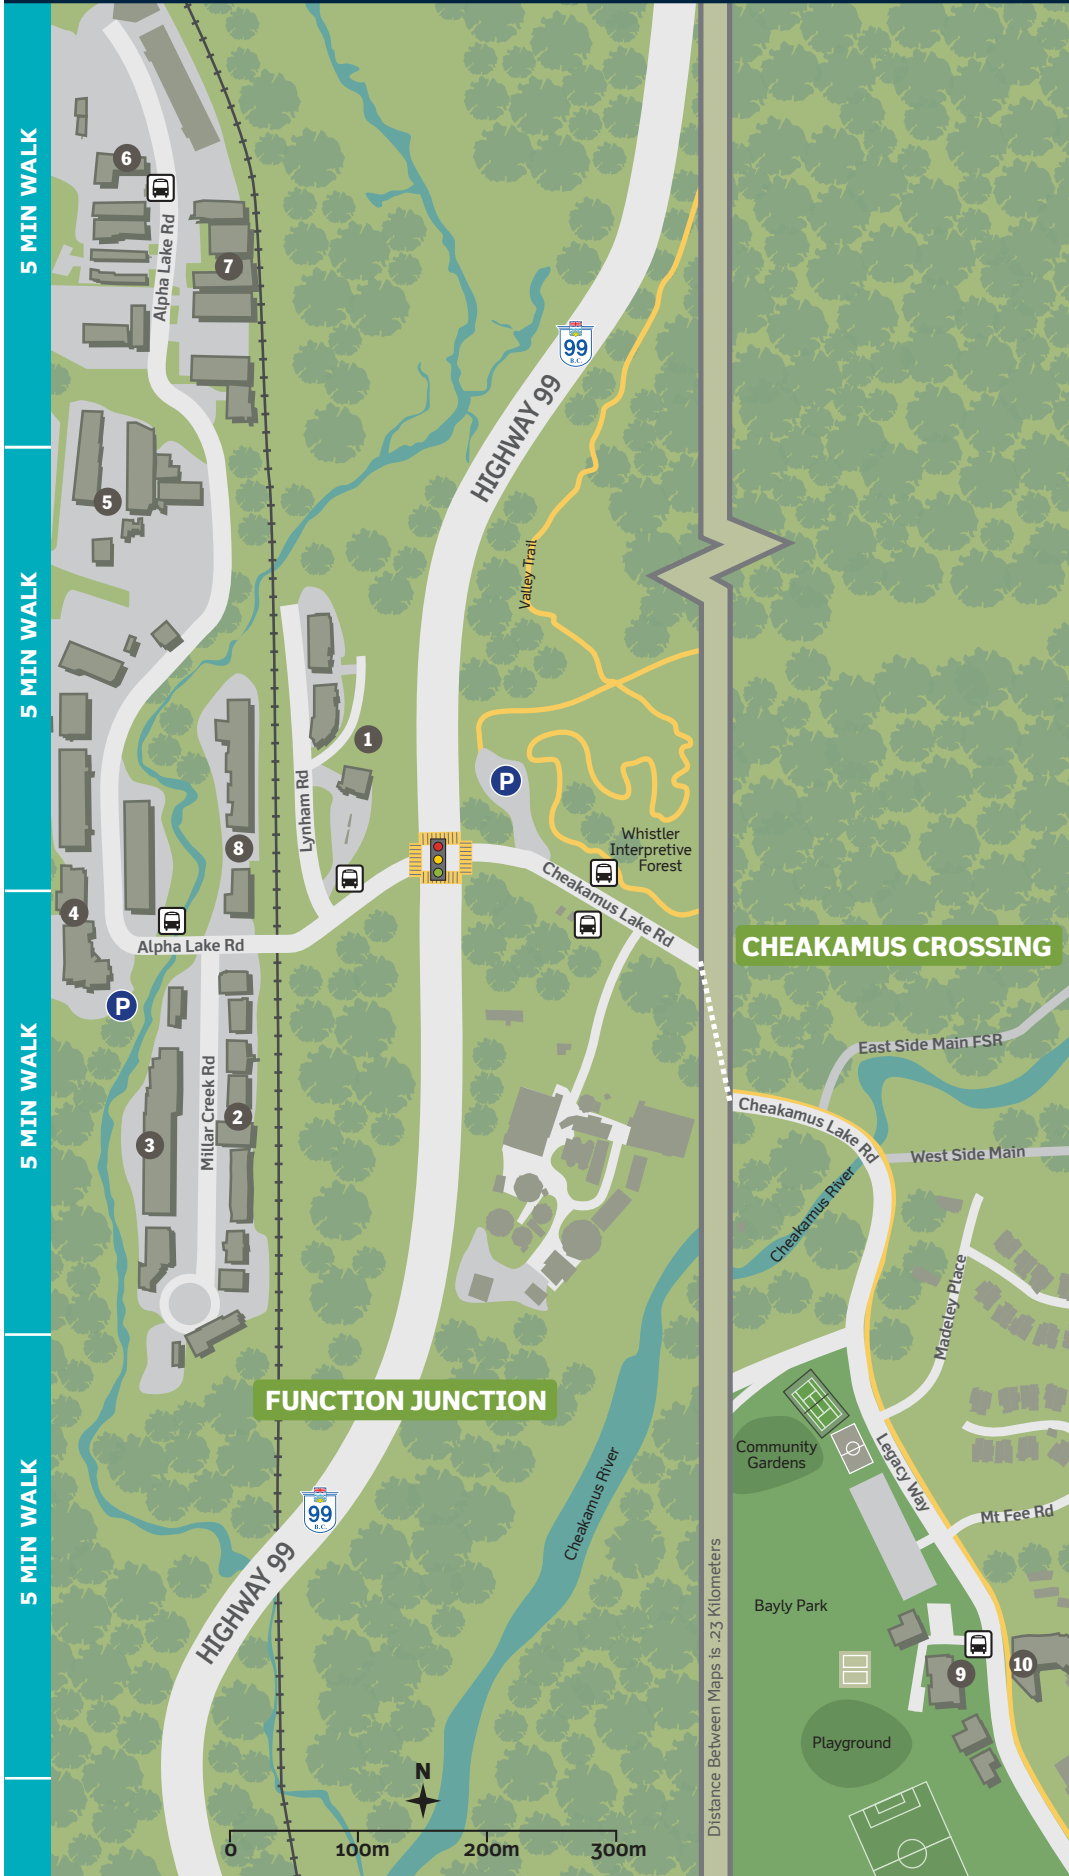 5 MIN WALK
5 MIN WALK
5 MIN WALK
5 MIN WALK
6
Alpha Lake Rd
7
5
99
B.C.
HIGHWAY 99
Valley Trail
1
Lynham Rd
P
8
4
Whistler
Interpretive
Forest
Cheakamus Lake Rd
Alpha Lake Rd
P
Millar Creek Rd
2
3
CHEAKAMUS CROSSING
East Side Main FSR
Cheakamus Lake Rd
West Side Main
Cheakamus River
Madeley Place
FUNCTION JUNCTION
Community
Gardens
Legacy Way
Mt Fee Rd
99
B.C.
HIGHWAY 99
Cheakamus River
Distance Between Maps is .23 Kilometers
Bayly Park
9
10
Playground
N
0 100m 200m 300m